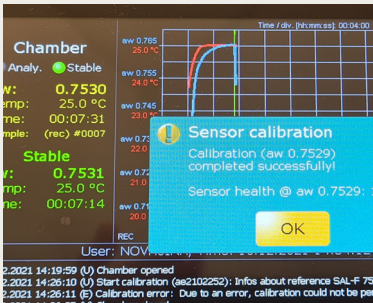 Time / div. [hh:mm:ss]: 00:04:00
Chamber
Analy. Stable
0.7530
25.0 °C
00:07:31
(rec) #0007
Stable
0.7531
25.0 °C
00:07:14
aw 0.765
25.0 °C
aw 0.755
24.0 °C
aw 0.745
23.0
aw
aw
21.0
aw
20.0
REC
Sensor calibration
Calibration (aw 0.7529)
completed successfully!
Sensor health @ aw 0.7529:
OK
User:
2.2021 14:19:59 (U) Chamber opened
2.2021 14:26:10 (U) Start calibration (ae2102252): Infos about reference SAL-F 75
2.2021 14:26:11 (E) Calibration error: Due to an error, calibration could not be